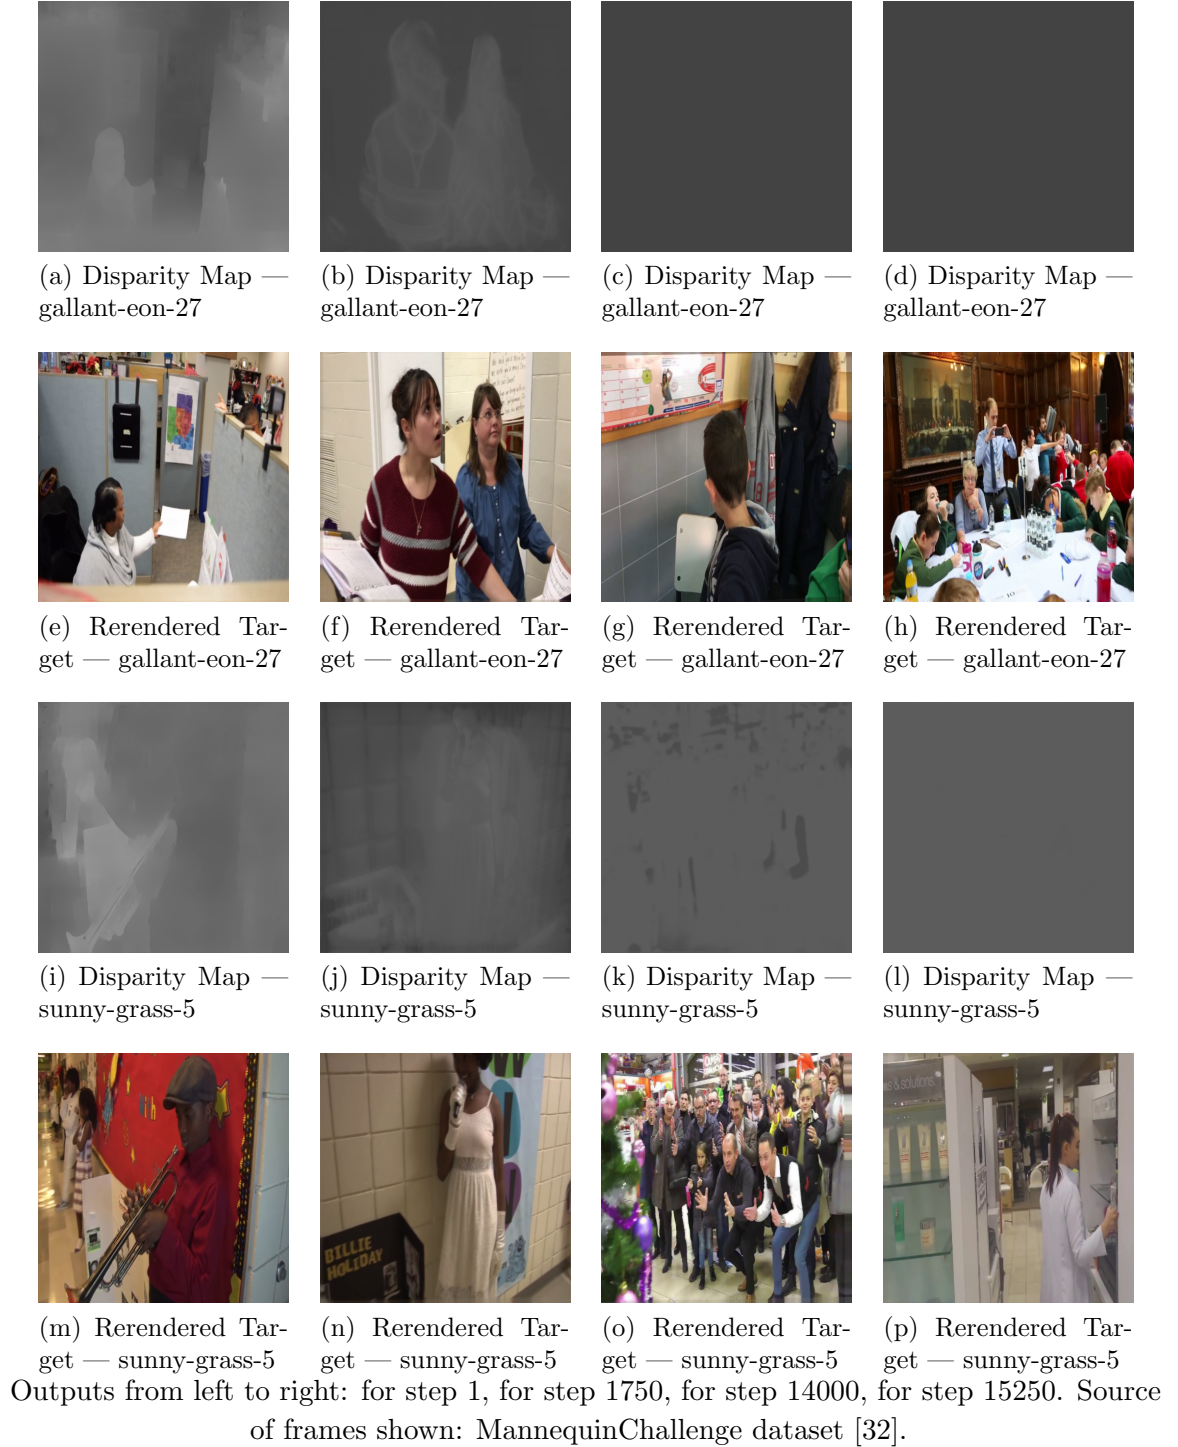 (a) Disparity Map —
gallant-eon-27
(b) Disparity Map —
gallant-eon-27
(c) Disparity Map —
gallant-eon-27
(d) Disparity Map —
gallant-eon-27
(e) Rerendered Tar-
get — gallant-eon-27
(f) Rerendered Tar-
get — gallant-eon-27
(g) Rerendered Tar-
get — gallant-eon-27
(h) Rerendered Tar-
get — gallant-eon-27
(i) Disparity Map —
sunny-grass-5
(j) Disparity Map —
sunny-grass-5
(k) Disparity Map —
sunny-grass-5
(l) Disparity Map —
sunny-grass-5
BILLIE
HOLIDAY
s & solutions.
(m) Rerendered Tar-
get — sunny-grass-5
(n) Rerendered Tar-
get — sunny-grass-5
(o) Rerendered Tar-
get — sunny-grass-5
(p) Rerendered Tar-
get — sunny-grass-5
Outputs from left to right: for step 1, for step 1750, for step 14000, for step 15250. Source
of frames shown: MannequinChallenge dataset [32].